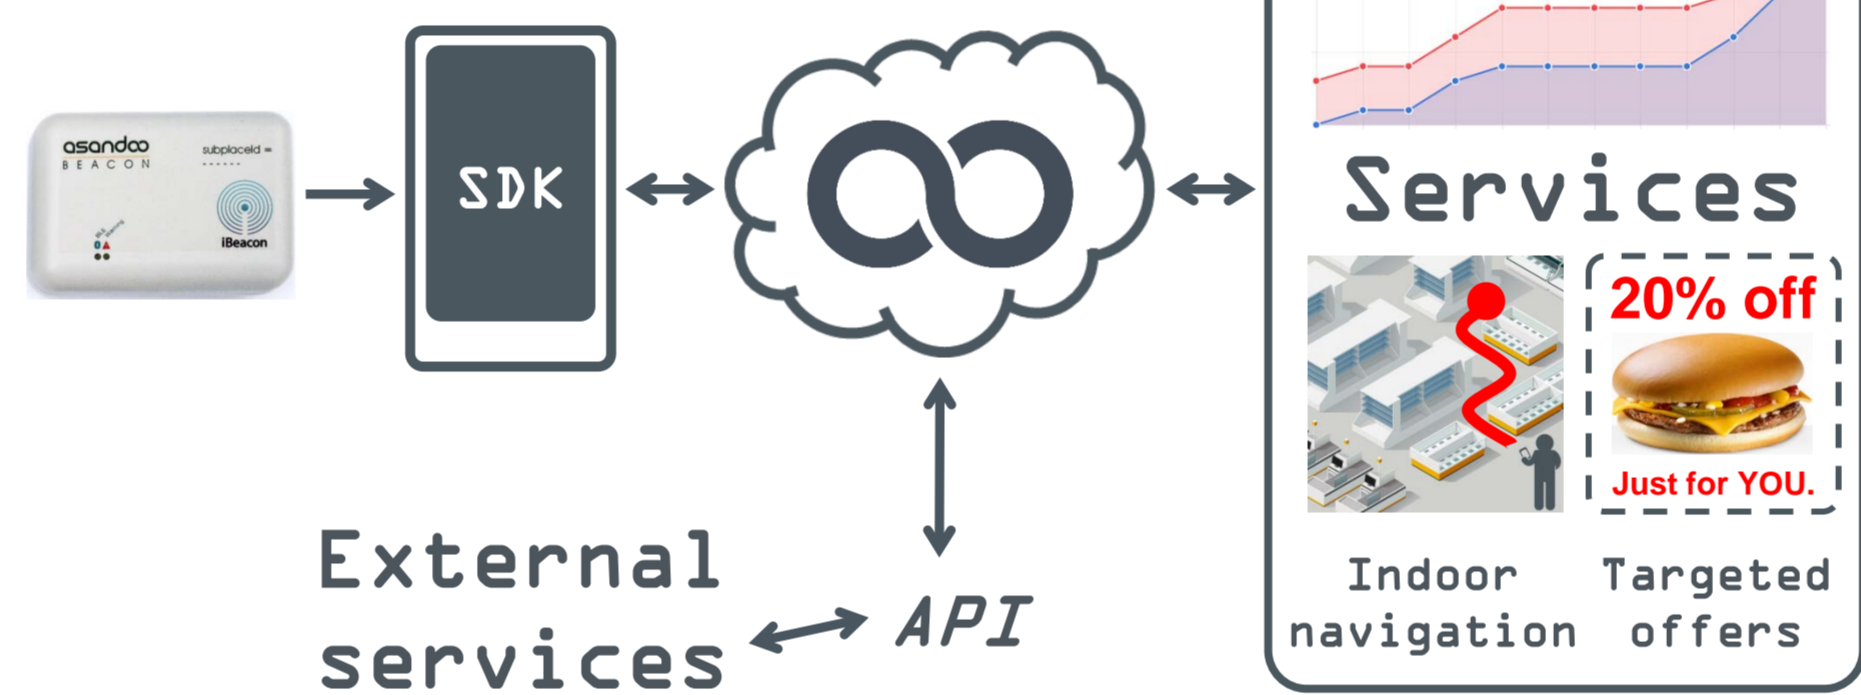 asandoo
BEACON
subplaceId =
------
iBeacon
SDK
Services
20% off
Just for YOU.
Indoor
navigation
Targeted
offers
External
services
API